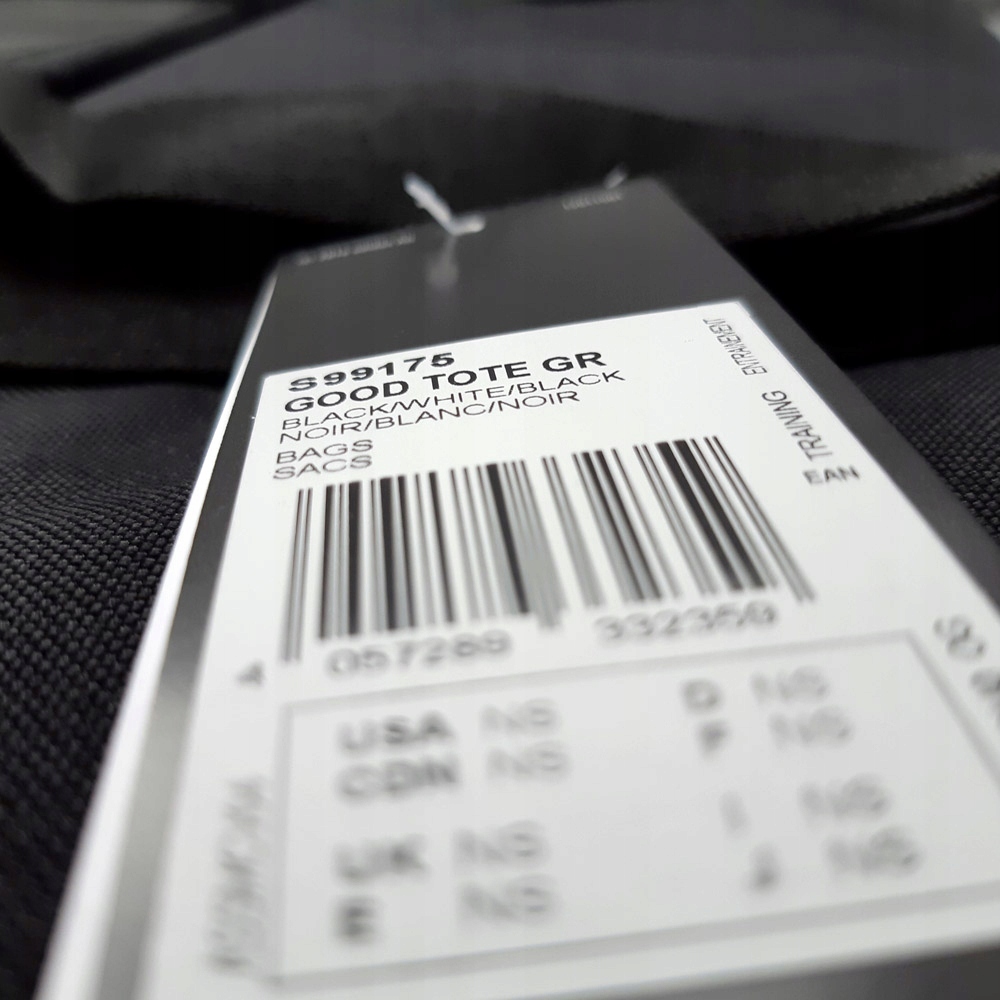 S99175
GOOD TOTE GR
BLACK/WHITE/BLACK
NOIR/BLANC/NOIR
BAGS
SACS
TRAINING ENTRAINEMENT
EAN
4 057288 332359
USA NS
CDN NS
UK NS
E NS
D NS
F NS
I NS
J NS